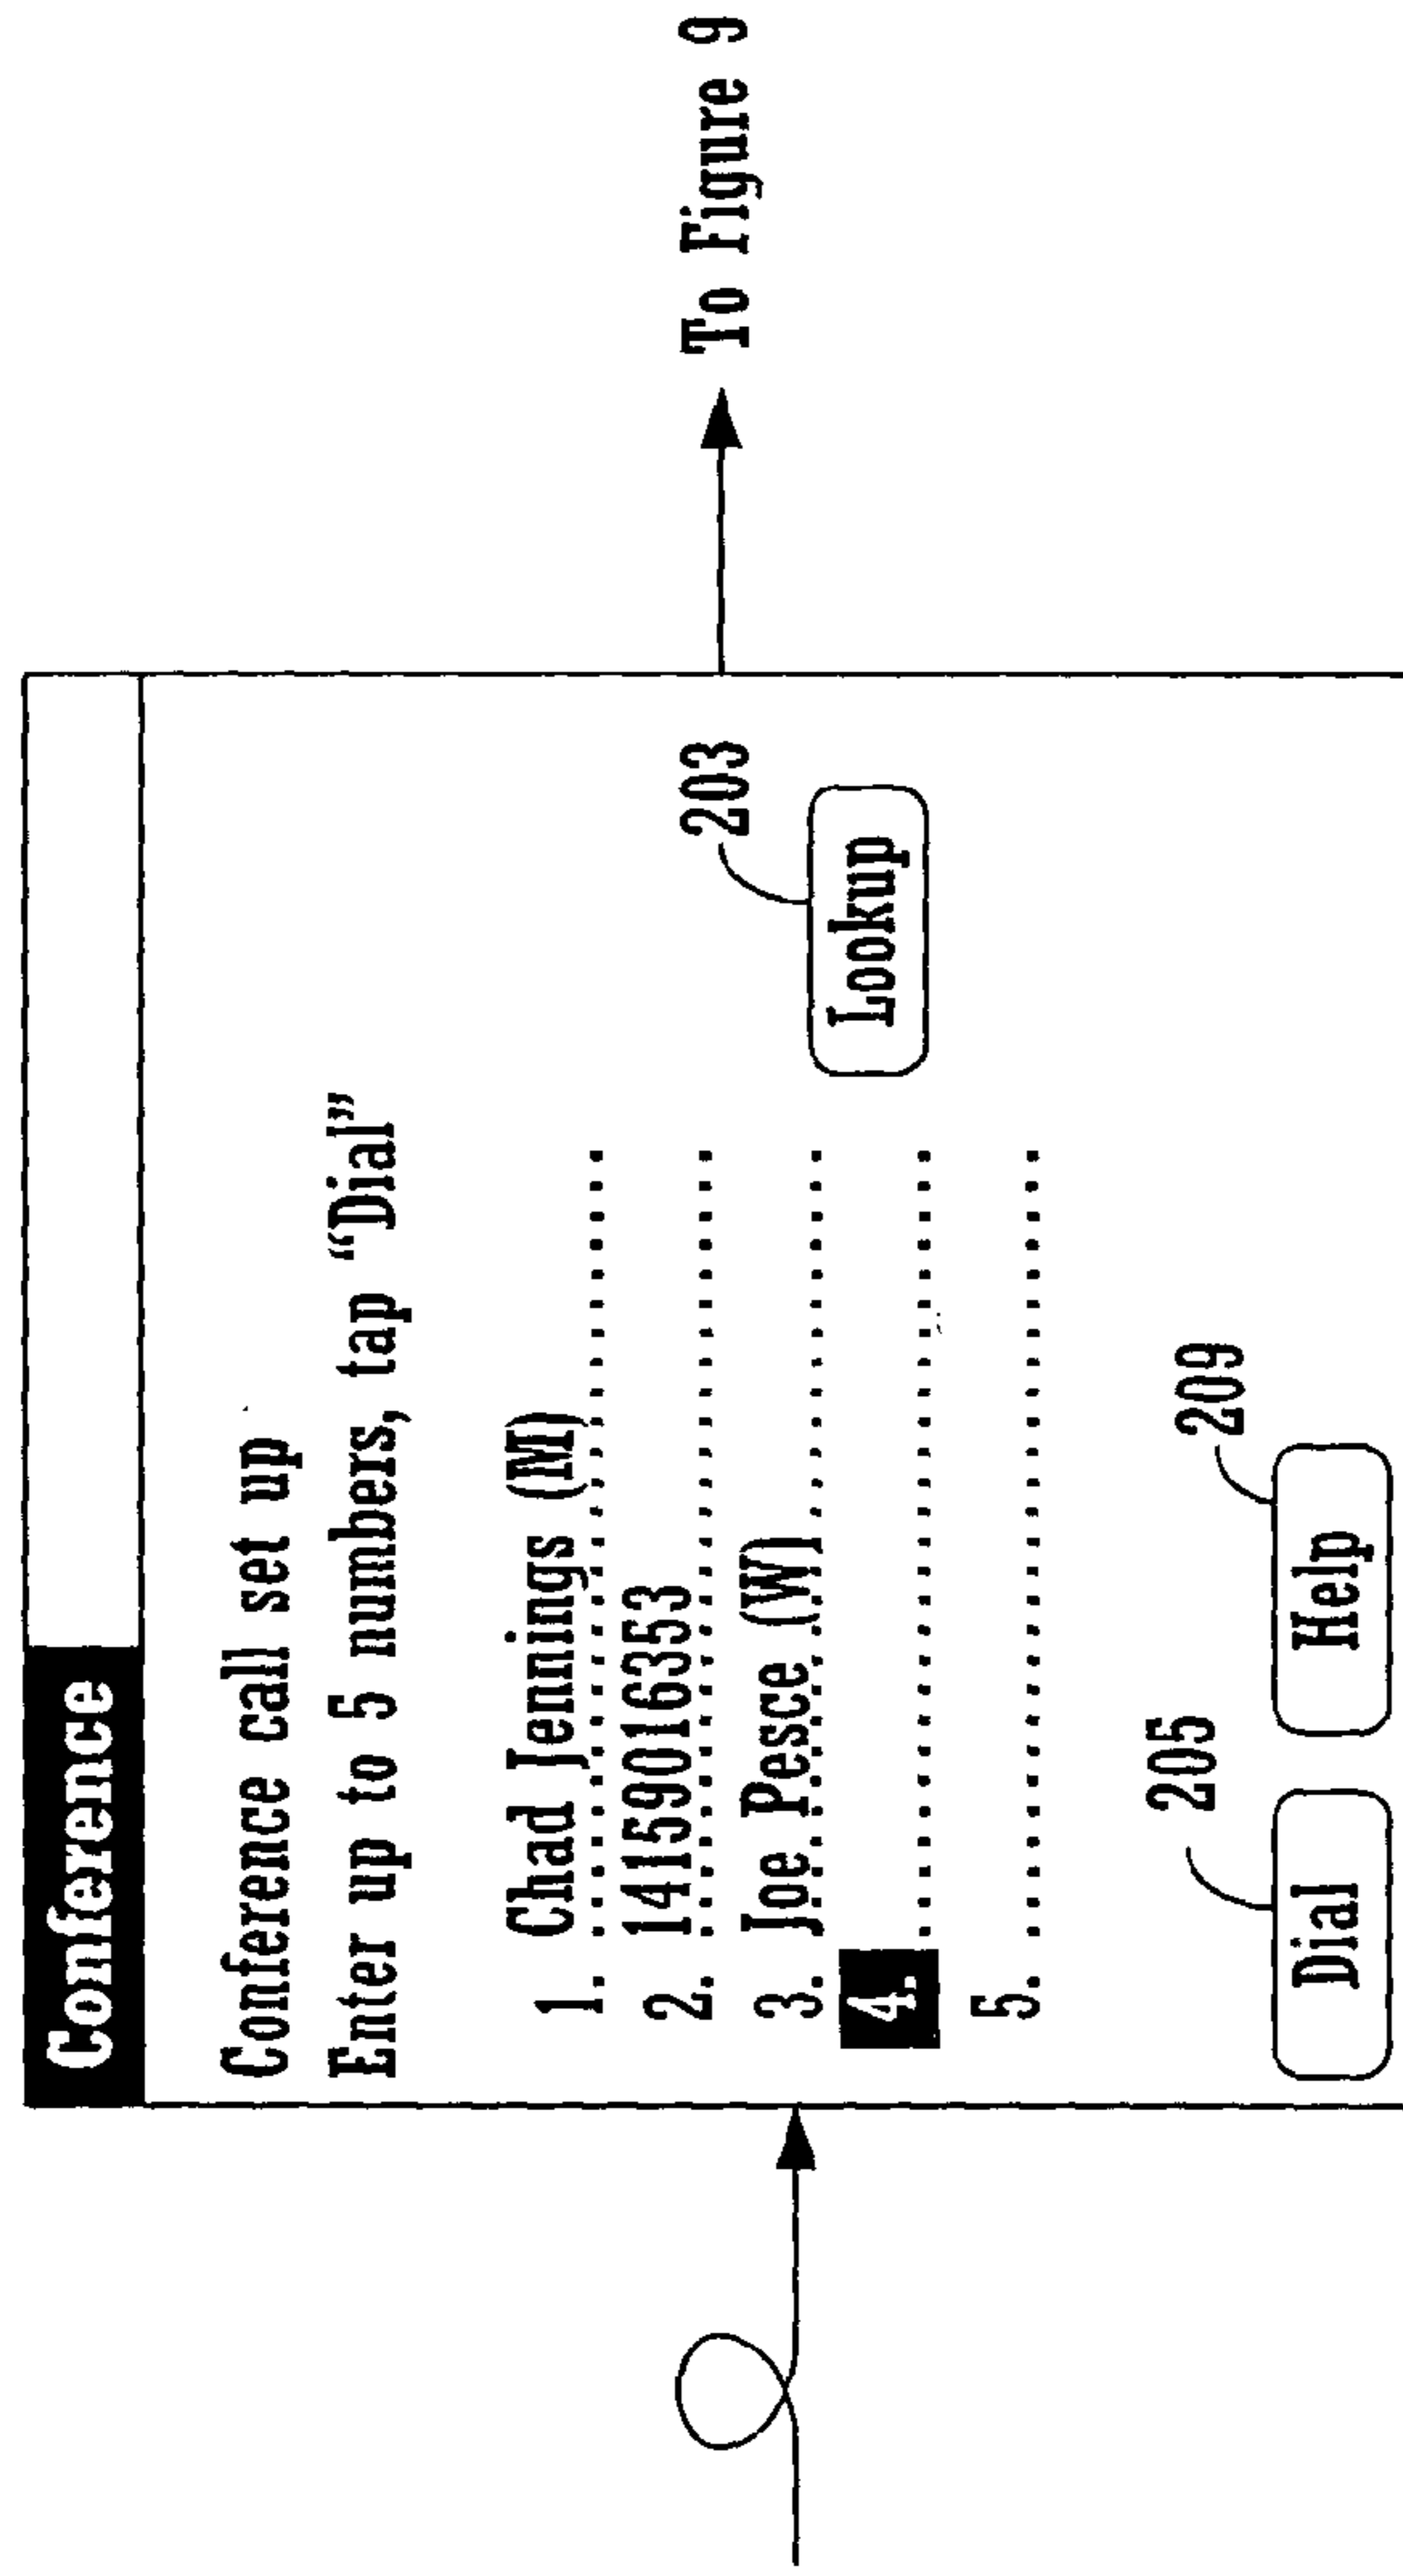 Conference
Conference call set up
Enter up to 5 numbers, tap “Dial”
1. Chad Jennings (M)
2. 14159016353
3. Joe Pesce (W)
4.
5.
203
Lookup
205
Dial
209
Help
To Figure 9